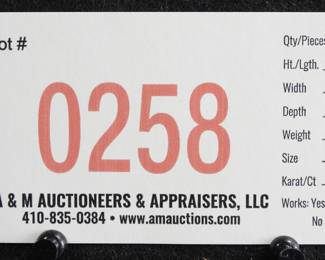 ot #
0258
A & M AUCTIONEERS & APPRAISERS, LLC
410-835-0384 • www.amauctions.com
Qty/Pieces
Ht./Lgth.
Width
Depth
Weight
Size
Karat/Ct
Works: Yes
No